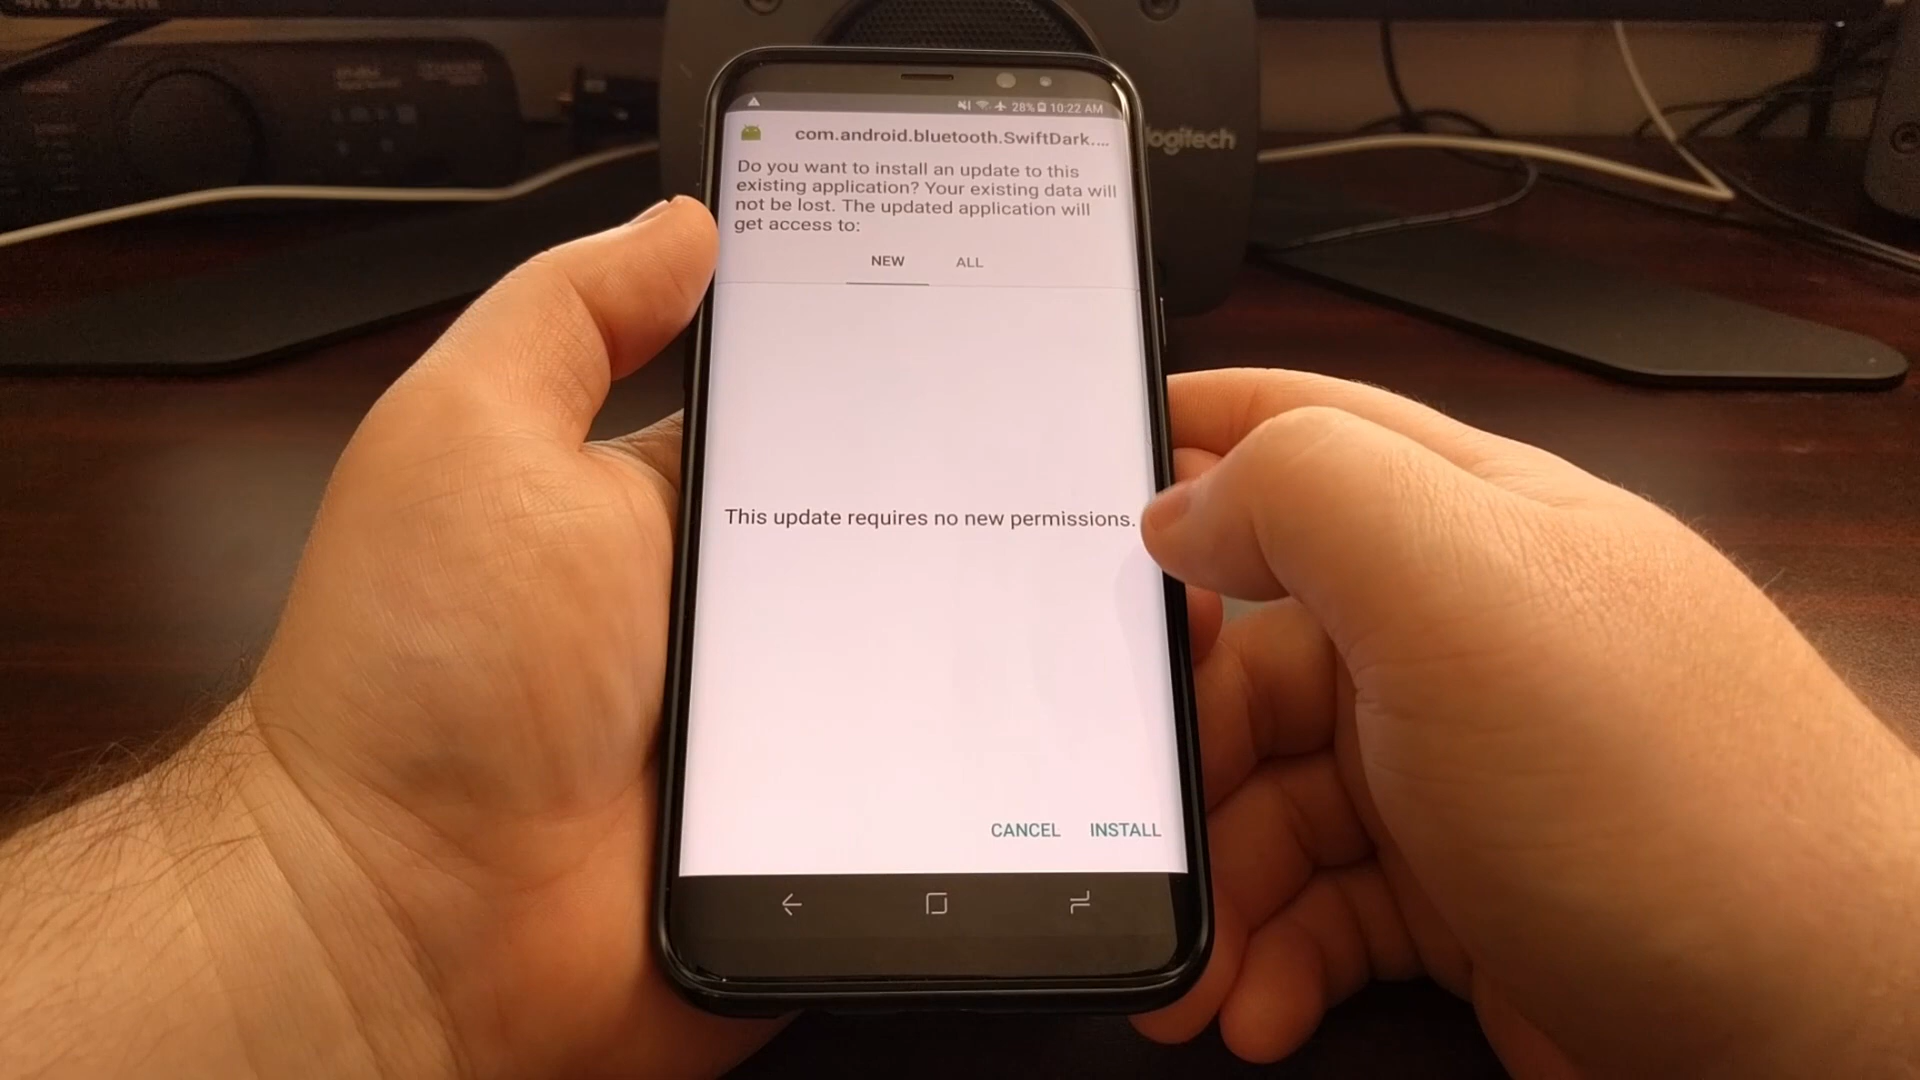 28% 10:22 AM
com.android.bluetooth.SwiftDark....
Do you want to install an update to this
existing application? Your existing data will
not be lost. The updated application will
get access to:
NEW ALL
This update requires no new permissions.
CANCEL INSTALL
logitech